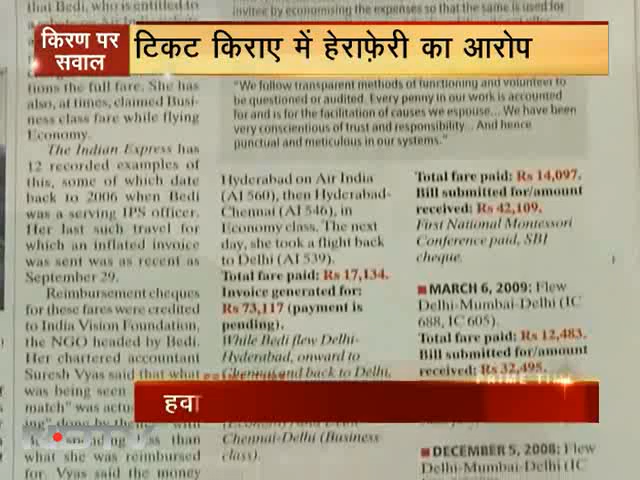 किरण पर
सवाल
टिकट किराए में हेराफ़ेरी का आरोप
that Bedi, who is entitled to
invite by economising the expenses so that the same is used for
tions the full fare. She has
also, at times, claimed Busi-
ness class fare while flying
Economy.
The Indian Express has
12 recorded examples of
this, some of which date
back to 2006 when Bedi
was a serving IPS officer.
Her last such travel for
which an inflated invoice
was sent was as recent as
September 29.
Reimbursement cheques
for these fares were credited
to India Vision Foundation,
the NGO headed by Bedi.
Her chartered accountant
Suresh Vyas said that what
was being seen
match" was actu
ing" done by the
spending less than
what she was reimbursed
for. Vyas said the money
"We follow transparent methods of functioning and volunteer to
be questioned or audited. Every penny in our work is accounted
for and is for the facilitation of causes we espouse... We have been
very conscientious of trust and responsibility... And hence
punctual and meticulous in our systems."
Hyderabad on Air India
(AI 560), then Hyderabad-
Chennai (AI 546), in
Economy class. The next
day, she took a flight back
to Delhi (AI 539).
Total fare paid: Rs 17,134.
Invoice generated for:
Rs 73,117 (payment is
pending).
While Bedi flew Delhi-
Hyderabad, onward to
Chennai and back to Delhi,
Chennai-Delhi (Business
class).
Total fare paid: Rs 14,097.
Bill submitted for/amount
received: Rs 42,109.
First National Montessori
Conference paid, SBI
cheque.
MARCH 6, 2009: Flew
Delhi-Mumbai-Delhi (IC
688, IC 605).
Total fare paid: Rs 12,483.
Bill submitted for/amount
received: Rs 32,495.
DECEMBER 5, 2008: Flew
Delhi-Mumbai-Delhi (IC
PRIME TIME
हवा
NDTV